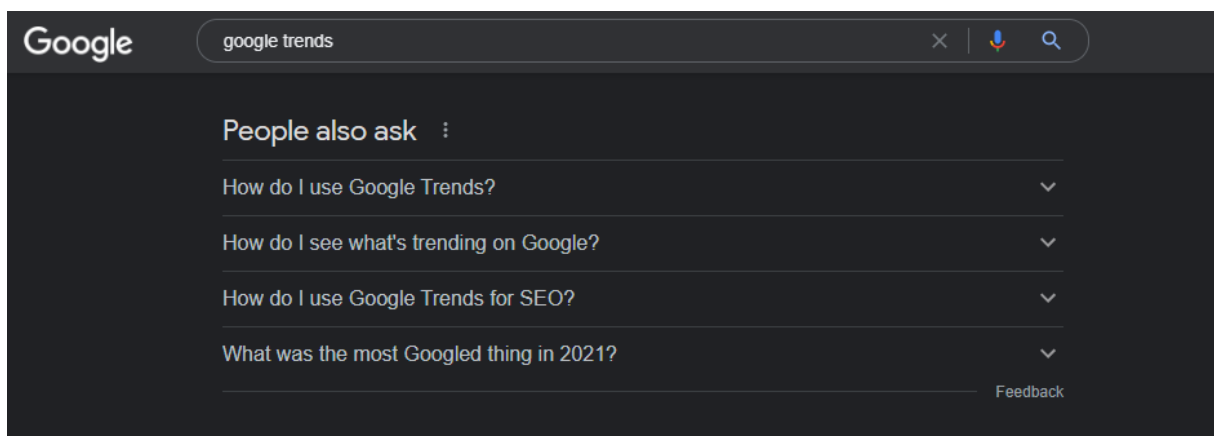 Google
google trends
People also ask
How do I use Google Trends?
How do I see what's trending on Google?
How do I use Google Trends for SEO?
What was the most Googled thing in 2021?
Feedback